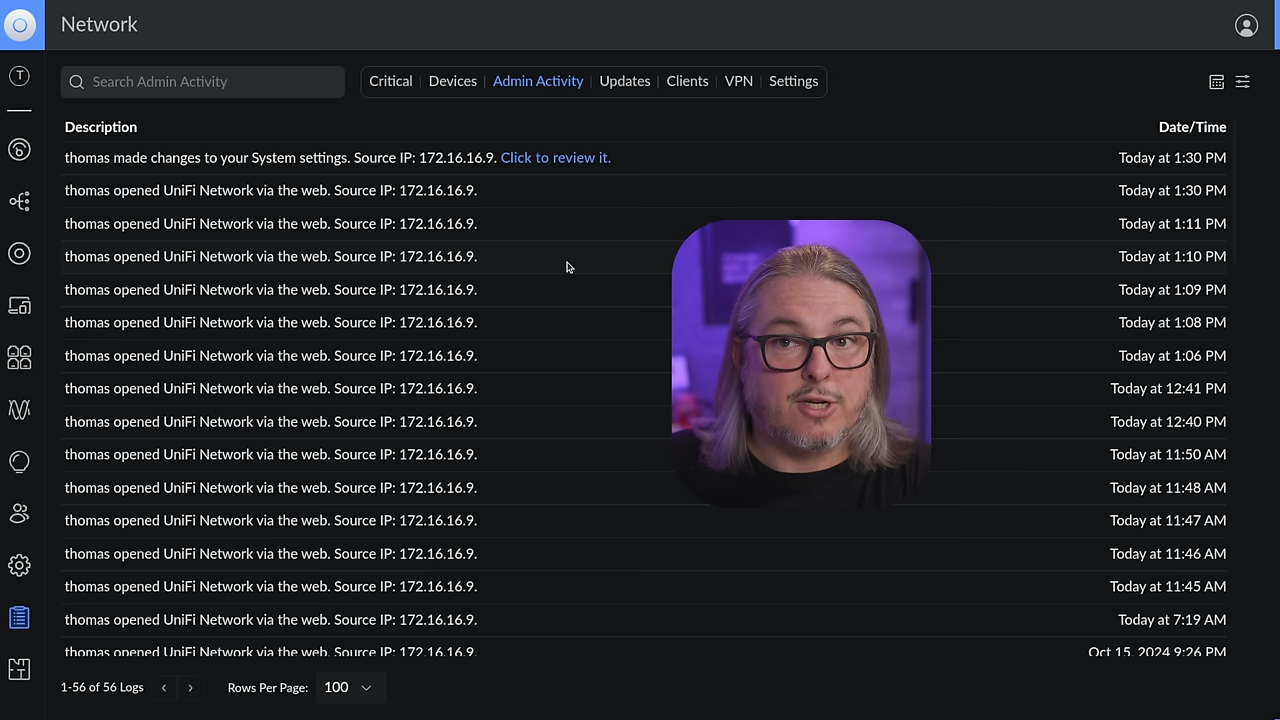 Network
T
Search Admin Activity
Critical Devices Admin Activity Updates Clients VPN Settings
Description Date/Time
thomas made changes to your System settings. Source IP: 172.16.16.9. Click to review it. Today at 1:30 PM
thomas opened UniFi Network via the web. Source IP: 172.16.16.9. Today at 1:30 PM
thomas opened UniFi Network via the web. Source IP: 172.16.16.9. Today at 1:11 PM
thomas opened UniFi Network via the web. Source IP: 172.16.16.9. Today at 1:10 PM
thomas opened UniFi Network via the web. Source IP: 172.16.16.9. Today at 1:09 PM
thomas opened UniFi Network via the web. Source IP: 172.16.16.9. Today at 1:08 PM
thomas opened UniFi Network via the web. Source IP: 172.16.16.9. Today at 1:06 PM
thomas opened UniFi Network via the web. Source IP: 172.16.16.9. Today at 12:41 PM
thomas opened UniFi Network via the web. Source IP: 172.16.16.9. Today at 12:40 PM
thomas opened UniFi Network via the web. Source IP: 172.16.16.9. Today at 11:50 AM
thomas opened UniFi Network via the web. Source IP: 172.16.16.9. Today at 11:48 AM
thomas opened UniFi Network via the web. Source IP: 172.16.16.9. Today at 11:47 AM
thomas opened UniFi Network via the web. Source IP: 172.16.16.9. Today at 11:46 AM
thomas opened UniFi Network via the web. Source IP: 172.16.16.9. Today at 11:45 AM
thomas opened UniFi Network via the web. Source IP: 172.16.16.9. Today at 7:19 AM
thomas opened UniFi Network via the web. Source IP: 172.16.16.9. Oct 15, 2024 9:26 PM
1-56 of 56 Logs Rows Per Page: 100